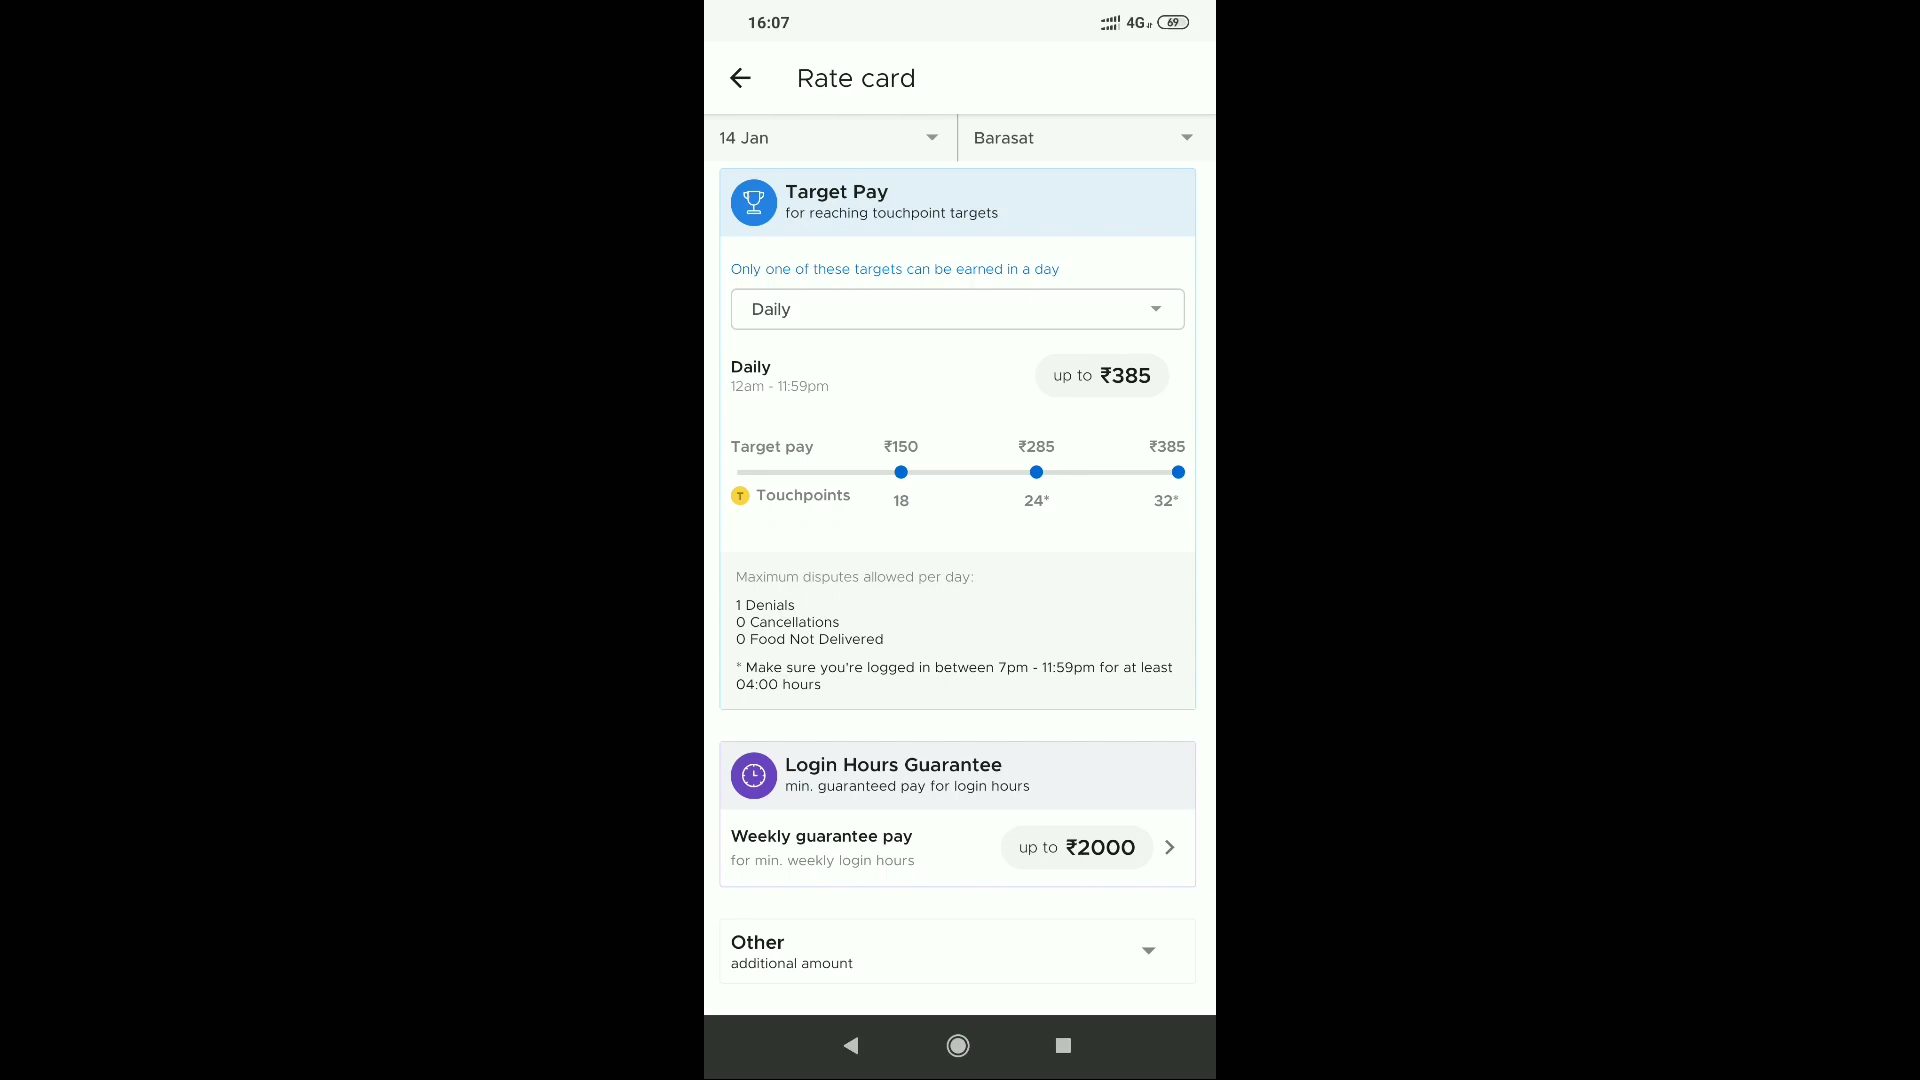 16:07
4G
69
Rate card
14 Jan
Barasat
Target Pay
for reaching touchpoint targets
Only one of these targets can be earned in a day
Daily
Daily
up to ₹385
12am - 11:59pm
Target pay ₹150 ₹285 ₹385
T Touchpoints 18 24* 32*
Maximum disputes allowed per day:
1 Denials
0 Cancellations
0 Food Not Delivered
* Make sure you're logged in between 7pm - 11:59pm for at least
04:00 hours
Login Hours Guarantee
min. guaranteed pay for login hours
Weekly guarantee pay
up to ₹2000
for min. weekly login hours
Other
additional amount